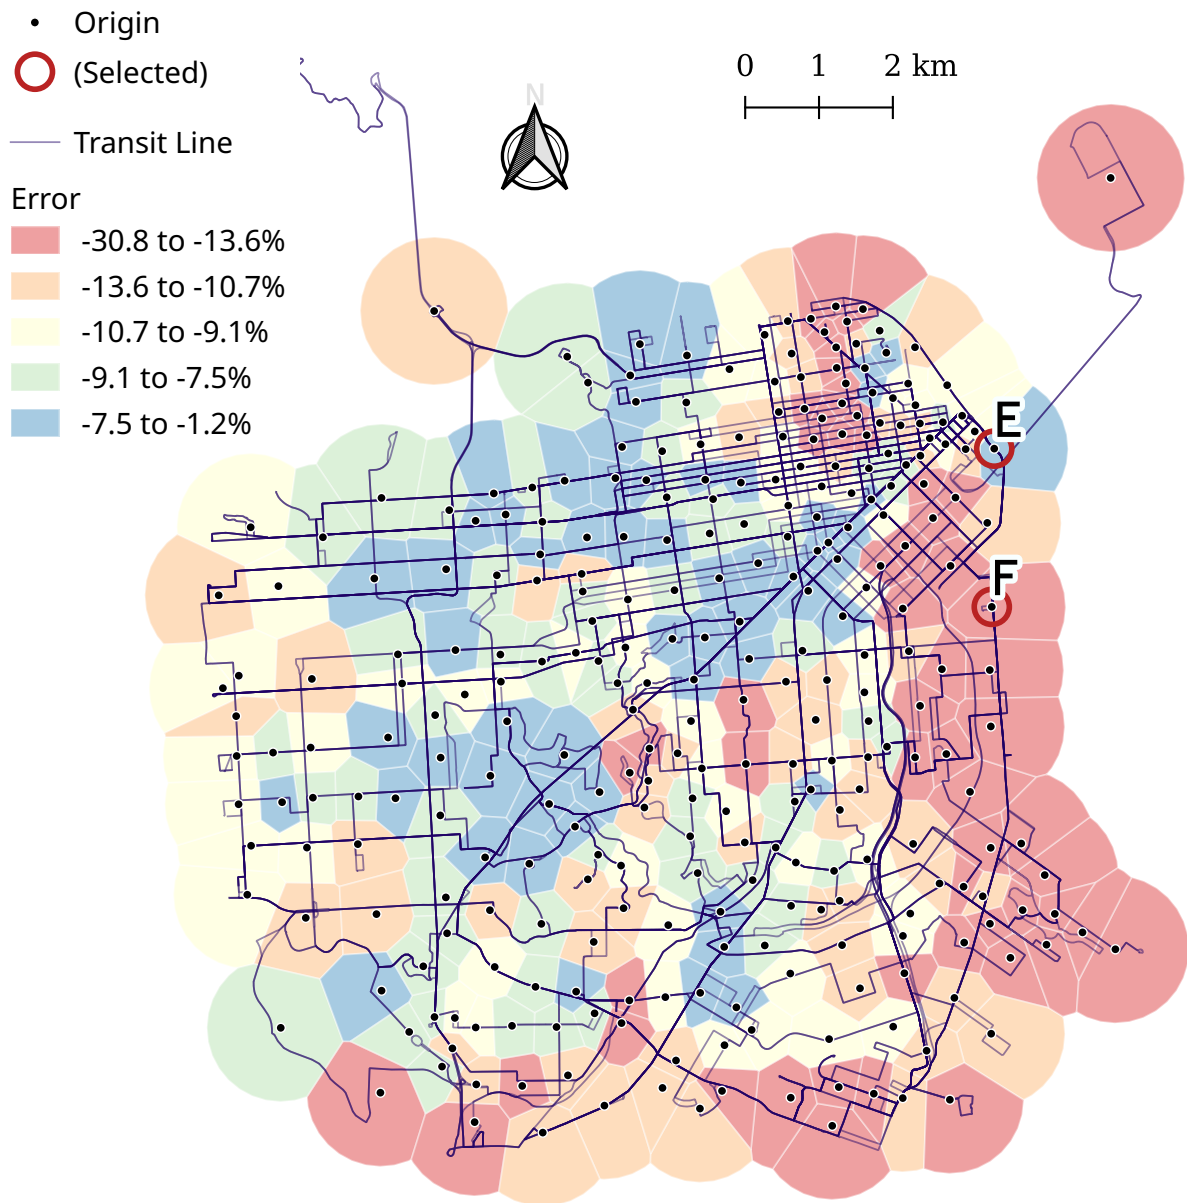 Origin
(Selected)
Transit Line
Error
-30.8 to -13.6%
-13.6 to -10.7%
-10.7 to -9.1%
-9.1 to -7.5%
-7.5 to -1.2%
0 1 2 km
N
E
F